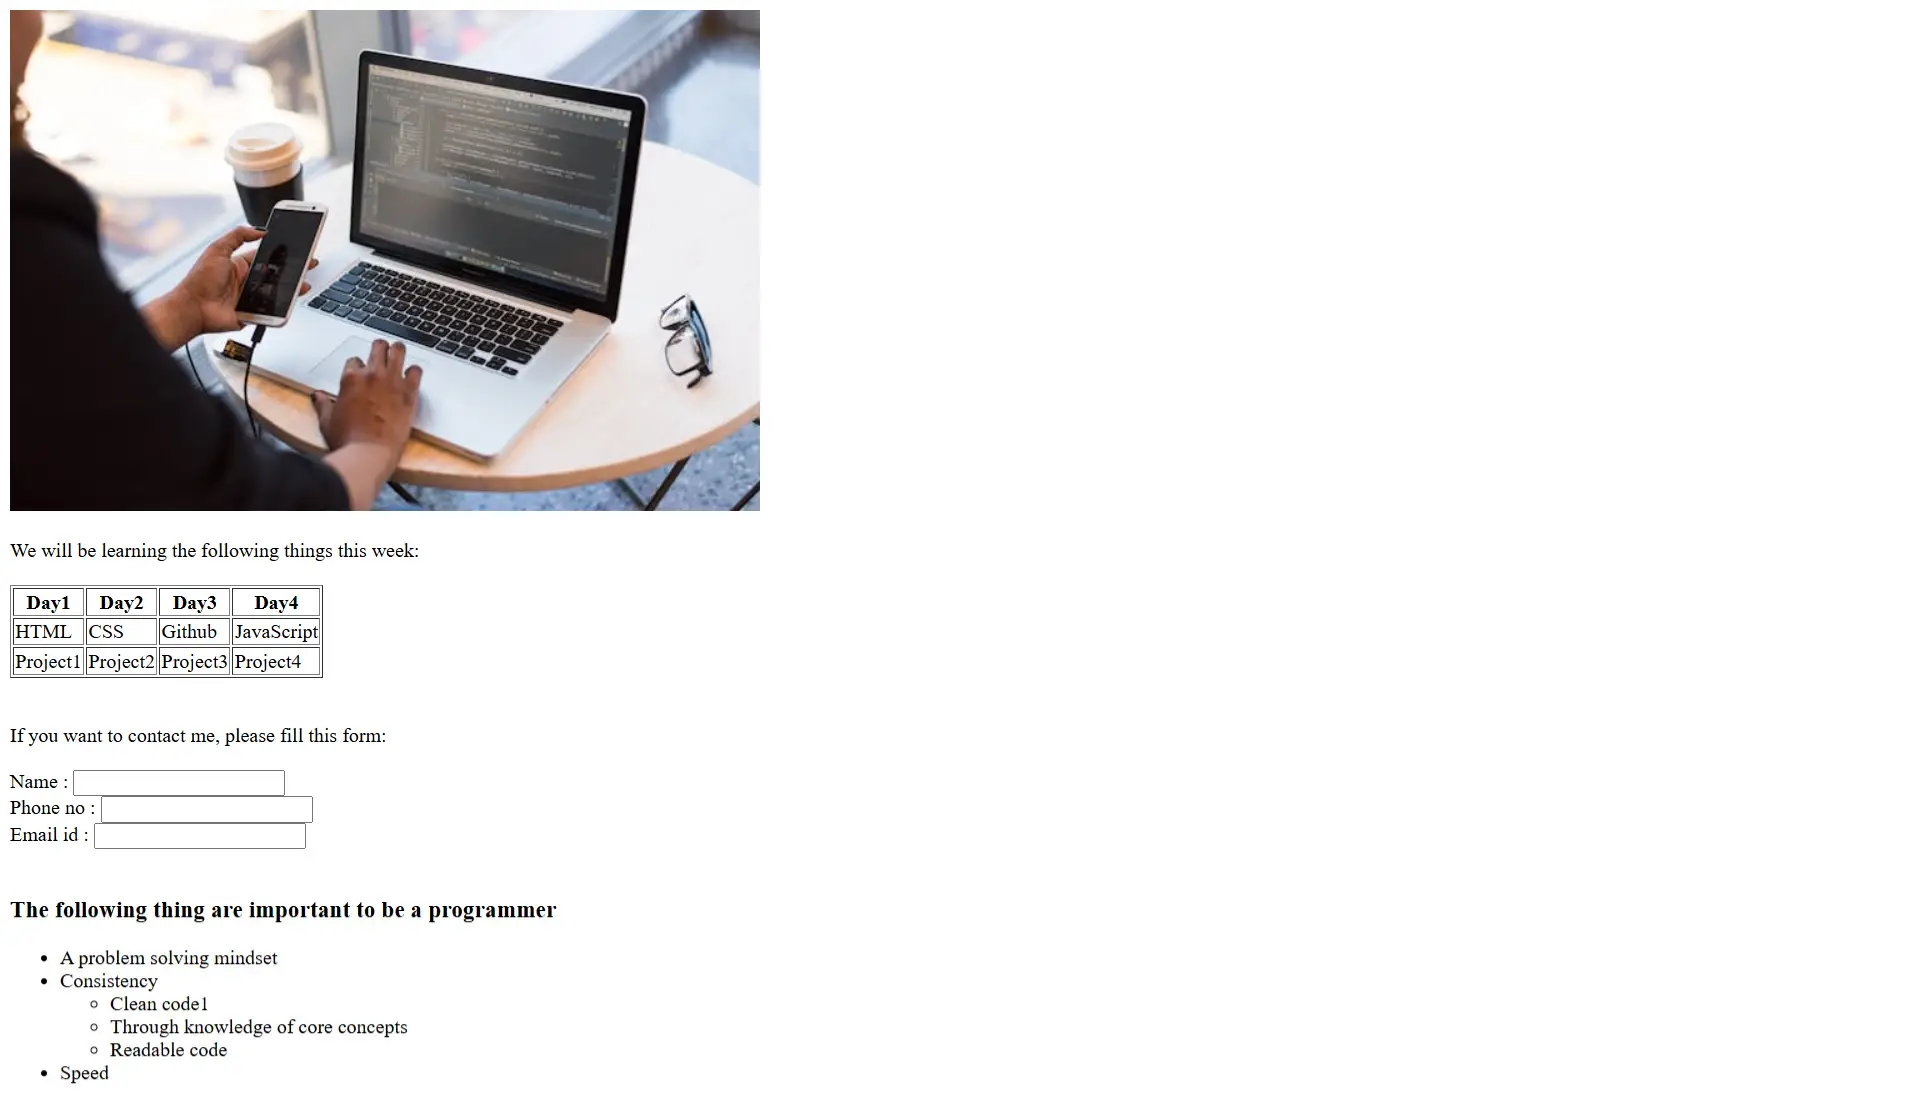 We will be learning the following things this week:
Day1 Day2 Day3 Day4
HTML CSS Github JavaScript
Project1 Project2 Project3 Project4
If you want to contact me, please fill this form:
Name :
Phone no :
Email id :
The following thing are important to be a programmer
A problem solving mindset
Consistency
Clean code1
Through knowledge of core concepts
Readable code
Speed